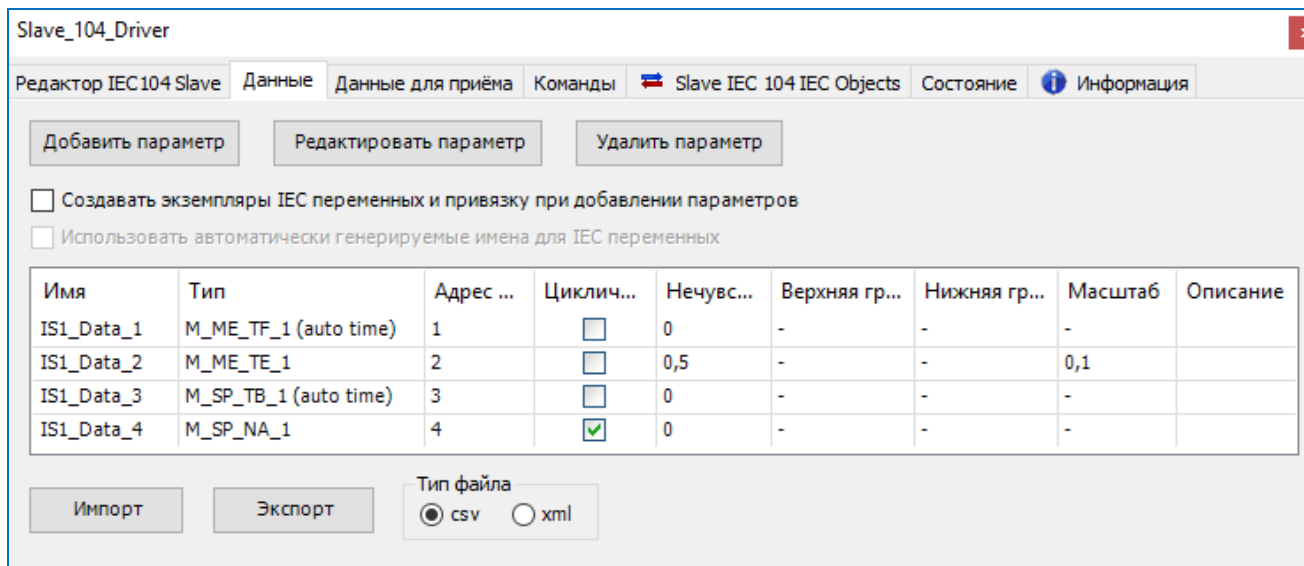 Slave_104_Driver
Редактор IEC104 Slave Данные Данные для приёма Команды Slave IEC 104 IEC Objects Состояние Информация
Добавить параметр Редактировать параметр Удалить параметр
Создавать экземпляры IEC переменных и привязку при добавлении параметров
Использовать автоматически генерируемые имена для IEC переменных
Имя Тип Адрес ... Циклич... Нечувс... Верхняя гр... Нижняя гр... Масштаб Описание
IS1_Data_1 M_ME_TF_1 (auto time) 1 0 - - -
IS1_Data_2 M_ME_TE_1 2 0,5 - - 0,1
IS1_Data_3 M_SP_TB_1 (auto time) 3 0 - - -
IS1_Data_4 M_SP_NA_1 4 0 - - -
Тип файла
Импорт Экспорт csv xml